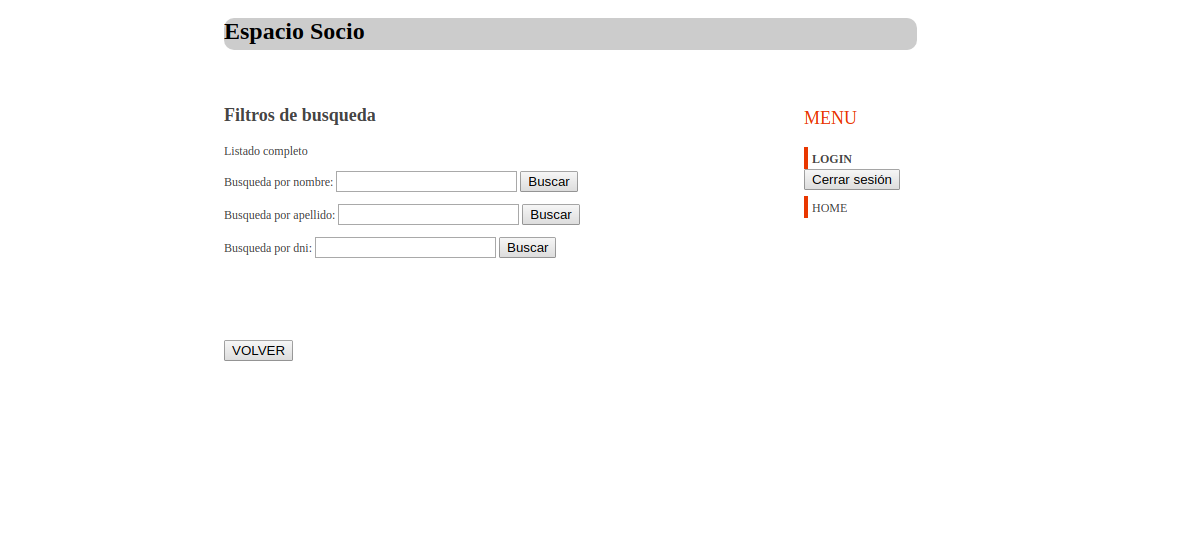 Espacio Socio
Filtros de busqueda
Listado completo
Busqueda por nombre: Buscar
Busqueda por apellido: Buscar
Busqueda por dni: Buscar
VOLVER
MENU
LOGIN
Cerrar sesión
HOME